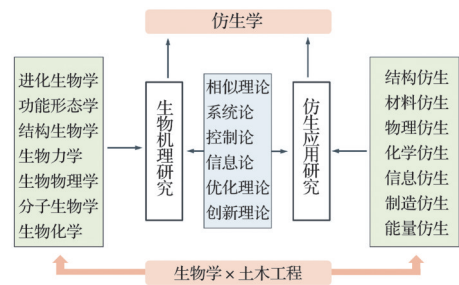 仿生学
进化生物学
功能形态学
结构生物学
生物力学
生物物理学
分子生物学
生物化学
生物机理研究
相似理论
系统论
控制论
信息论
优化理论
创新理论
仿生应用研究
结构仿生
材料仿生
物理仿生
化学仿生
信息仿生
制造仿生
能量仿生
生物学×土木工程